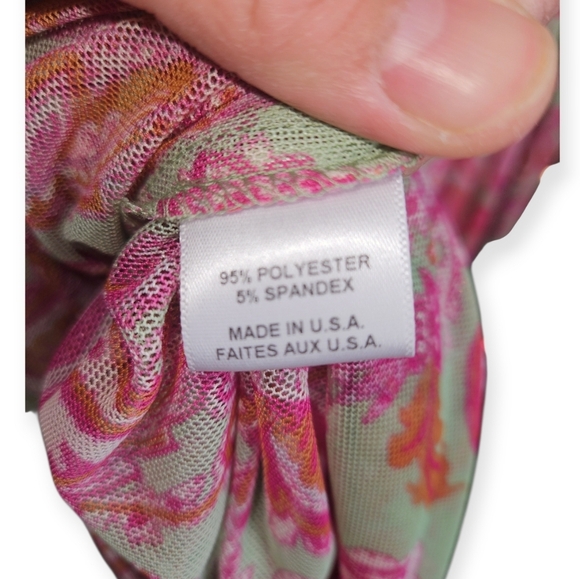 95% POLYESTER
5% SPANDEX
MADE IN U.S.A.
FAITES AUX U.S.A.